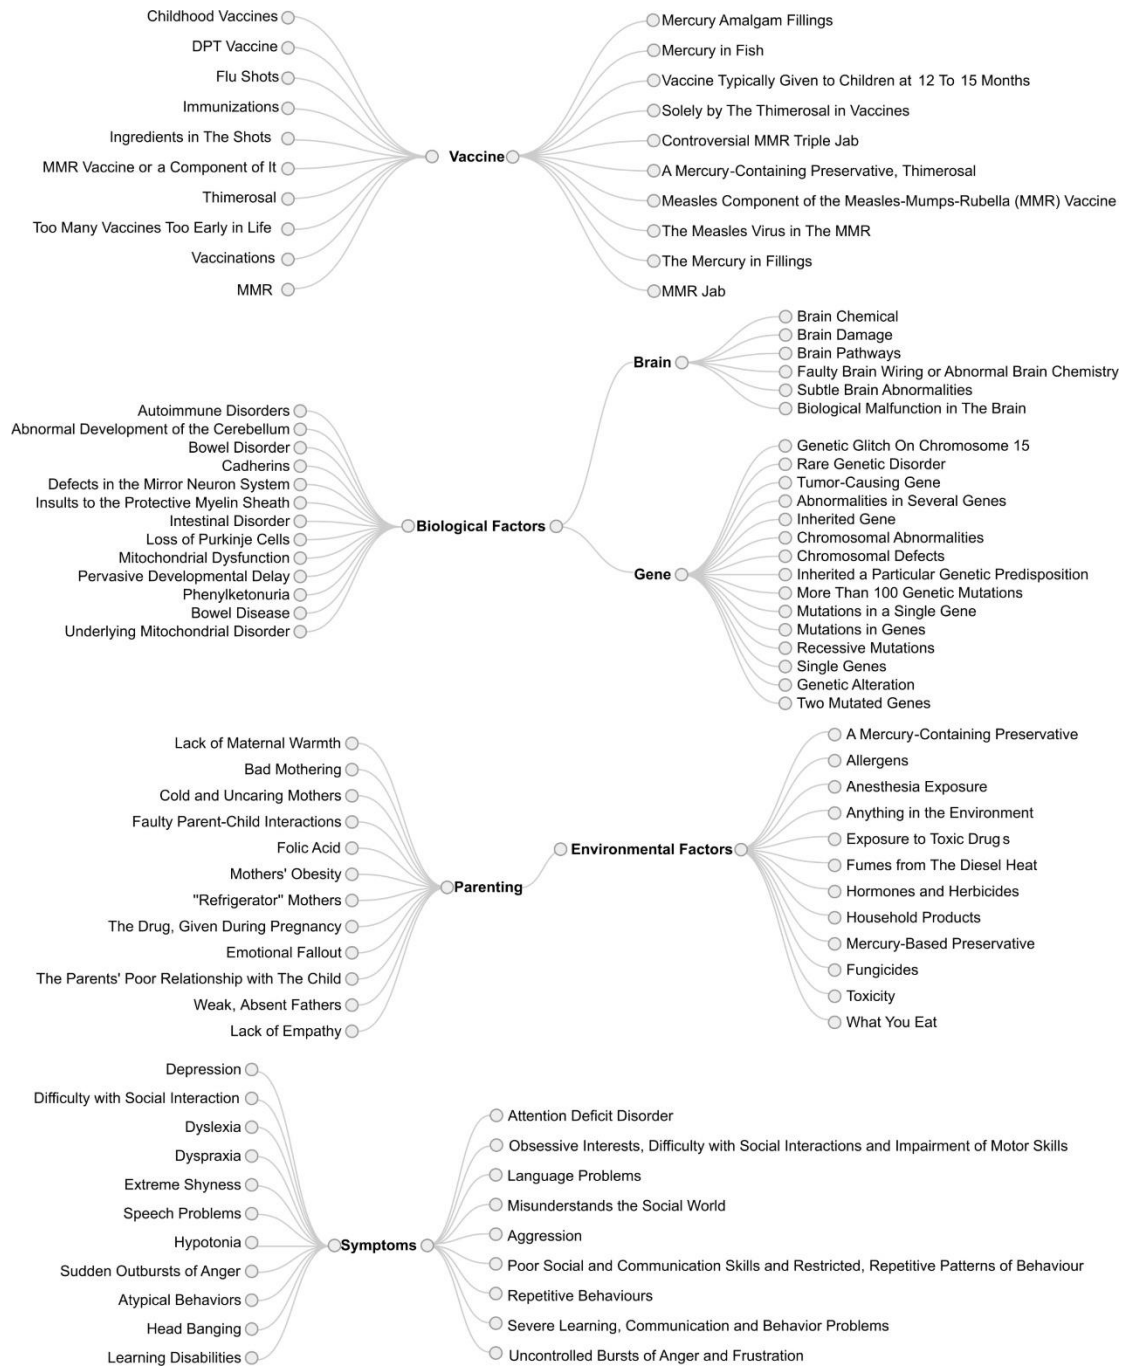 Childhood Vaccines
DPT Vaccine
Flu Shots
Immunizations
Ingredients in The Shots
MMR Vaccine or a Component of It
Thimerosal
Too Many Vaccines Too Early in Life
Vaccinations
MMR
Vaccine
Mercury Amalgam Fillings
Mercury in Fish
Vaccine Typically Given to Children at 12 To 15 Months
Solely by The Thimerosal in Vaccines
Controversial MMR Triple Jab
A Mercury-Containing Preservative, Thimerosal
Measles Component of the Measles-Mumps-Rubella (MMR) Vaccine
The Measles Virus in The MMR
The Mercury in Fillings
MMR Jab
Autoimmune Disorders
Abnormal Development of the Cerebellum
Bowel Disorder
Cadherins
Defects in the Mirror Neuron System
Insults to the Protective Myelin Sheath
Intestinal Disorder
Loss of Purkinje Cells
Mitochondrial Dysfunction
Pervasive Developmental Delay
Phenylketonuria
Bowel Disease
Underlying Mitochondrial Disorder
Biological Factors
Brain
Brain Chemical
Brain Damage
Brain Pathways
Faulty Brain Wiring or Abnormal Brain Chemistry
Subtle Brain Abnormalities
Biological Malfunction in The Brain
Gene
Genetic Glitch On Chromosome 15
Rare Genetic Disorder
Tumor-Causing Gene
Abnormalities in Several Genes
Inherited Gene
Chromosomal Abnormalities
Chromosomal Defects
Inherited a Particular Genetic Predisposition
More Than 100 Genetic Mutations
Mutations in a Single Gene
Mutations in Genes
Recessive Mutations
Single Genes
Genetic Alteration
Two Mutated Genes
Lack of Maternal Warmth
Bad Mothering
Cold and Uncaring Mothers
Faulty Parent-Child Interactions
Folic Acid
Mothers' Obesity
"Refrigerator" Mothers
The Drug, Given During Pregnancy
Emotional Fallout
The Parents' Poor Relationship with The Child
Weak, Absent Fathers
Lack of Empathy
Parenting
Environmental Factors
A Mercury-Containing Preservative
Allergens
Anesthesia Exposure
Anything in the Environment
Exposure to Toxic Drugs
Fumes from The Diesel Heat
Hormones and Herbicides
Household Products
Mercury-Based Preservative
Fungicides
Toxicity
What You Eat
Depression
Difficulty with Social Interaction
Dyslexia
Dyspraxia
Extreme Shyness
Speech Problems
Hypotonia
Sudden Outbursts of Anger
Atypical Behaviors
Head Banging
Learning Disabilities
Symptoms
Attention Deficit Disorder
Obsessive Interests, Difficulty with Social Interactions and Impairment of Motor Skills
Language Problems
Misunderstands the Social World
Aggression
Poor Social and Communication Skills and Restricted, Repetitive Patterns of Behaviour
Repetitive Behaviours
Severe Learning, Communication and Behavior Problems
Uncontrolled Bursts of Anger and Frustration